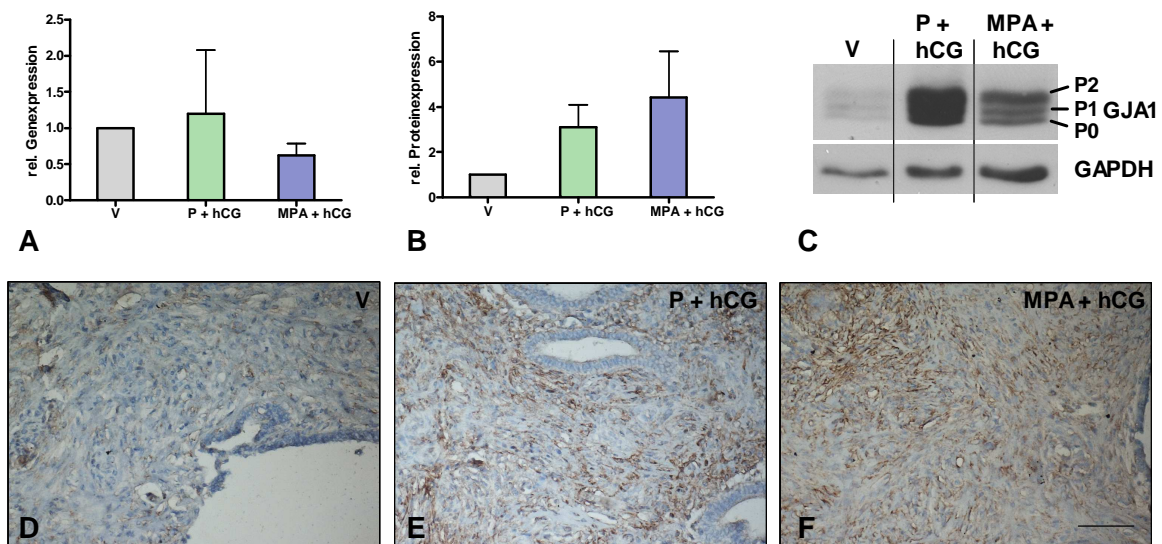 rel. Genexpression
2.5
2.0
1.5
1.0
0.5
0.0
V
P + hCG
MPA + hCG
A
rel. Proteinexpression
8
6
4
2
0
V
P + hCG
MPA + hCG
B
V
P +
hCG
MPA +
hCG
P2
P1 GJA1
P0
GAPDH
C
V
D
P + hCG
E
MPA + hCG
F